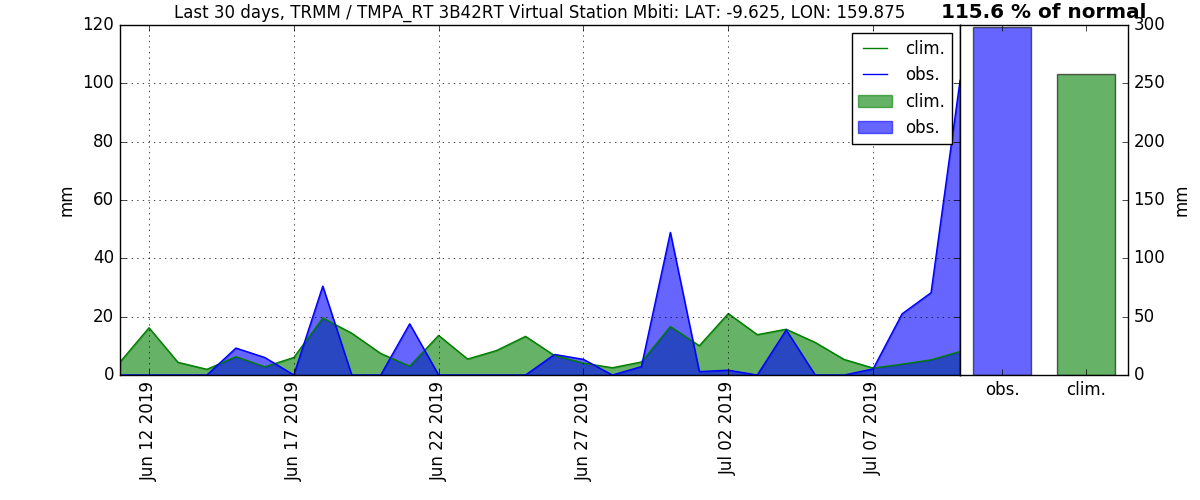 Last 30 days, TRMM / TMPA_RT 3B42RT Virtual Station Mbiti: LAT: -9.625, LON: 159.875
115.6 % of normal
120
100
80
60
40
20
0
mm
clim.
obs.
clim.
obs.
Jun 12 2019
Jun 17 2019
Jun 22 2019
Jun 27 2019
Jul 02 2019
Jul 07 2019
300
250
200
150
100
50
0
mm
obs.
clim.